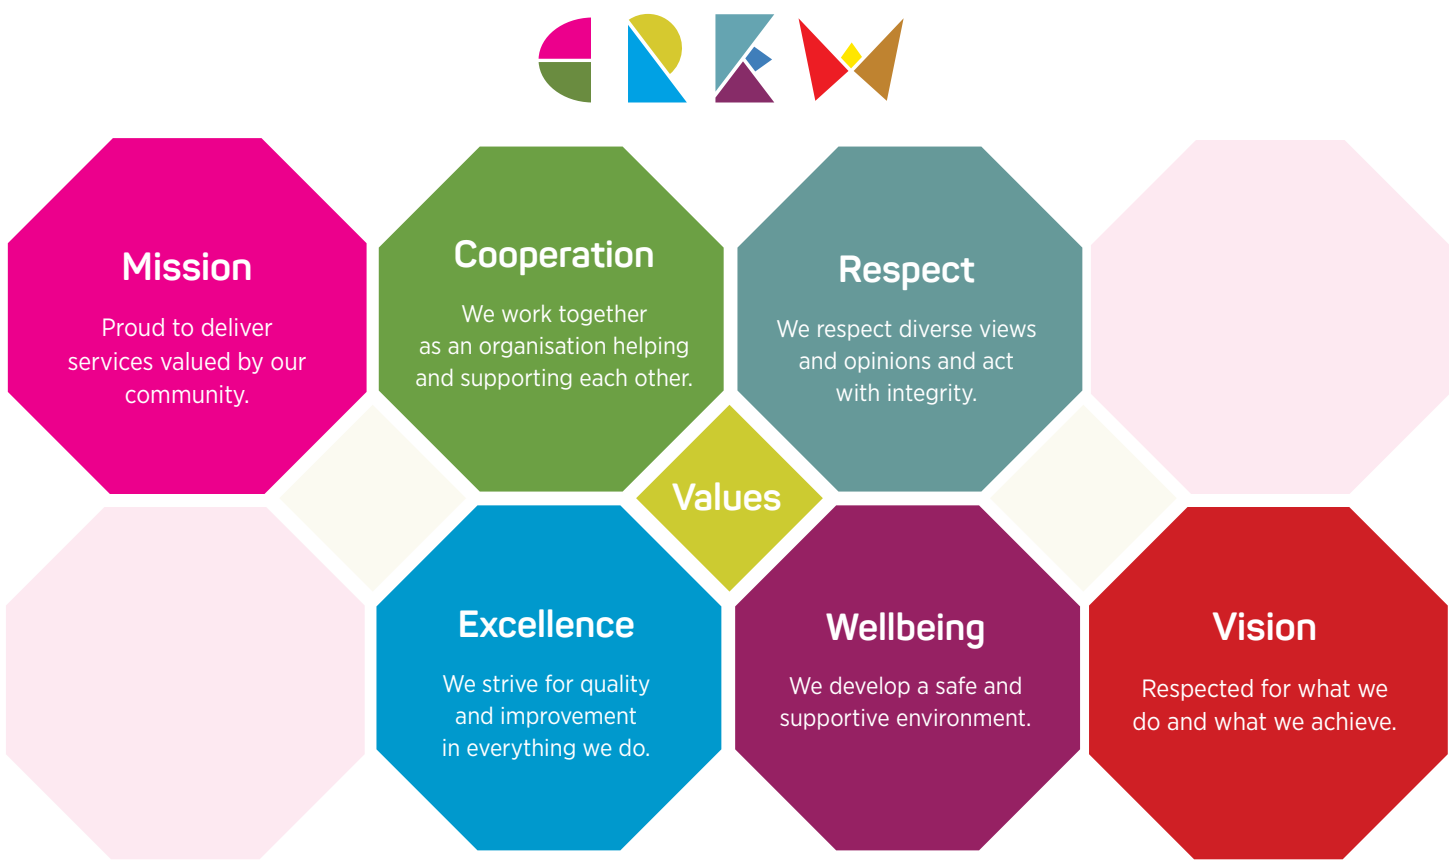 CREW
Mission
Proud to deliver
services valued by our
community.
Cooperation
We work together
as an organisation helping
and supporting each other.
Respect
We respect diverse views
and opinions and act
with integrity.
Values
Excellence
We strive for quality
and improvement
in everything we do.
Wellbeing
We develop a safe and
supportive environment.
Vision
Respected for what we
do and what we achieve.